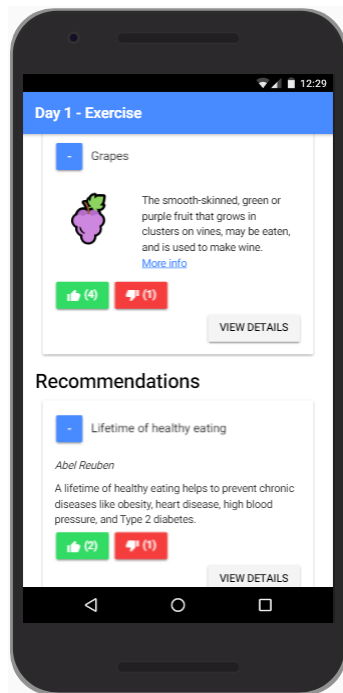 12:29
Day 1 - Exercise
- Grapes
The smooth-skinned, green or
purple fruit that grows in
clusters on vines, may be eaten,
and is used to make wine.
More info
(4) (1)
VIEW DETAILS
Recommendations
- Lifetime of healthy eating
Abel Reuben
A lifetime of healthy eating helps to prevent chronic
diseases like obesity, heart disease, high blood
pressure, and Type 2 diabetes.
(2) (1)
VIEW DETAILS